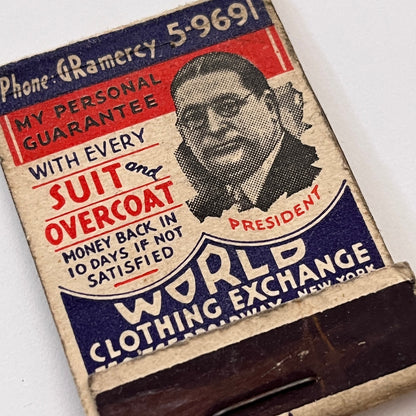 Phone: GRamercy 5-9691
MY PERSONAL
GUARANTEE
WITH EVERY
SUIT and
OVERCOAT
MONEY BACK IN
10 DAYS IF NOT
SATISFIED
PRESIDENT
WORLD
CLOTHING EXCHANGE
BROADWAY - NEW YORK